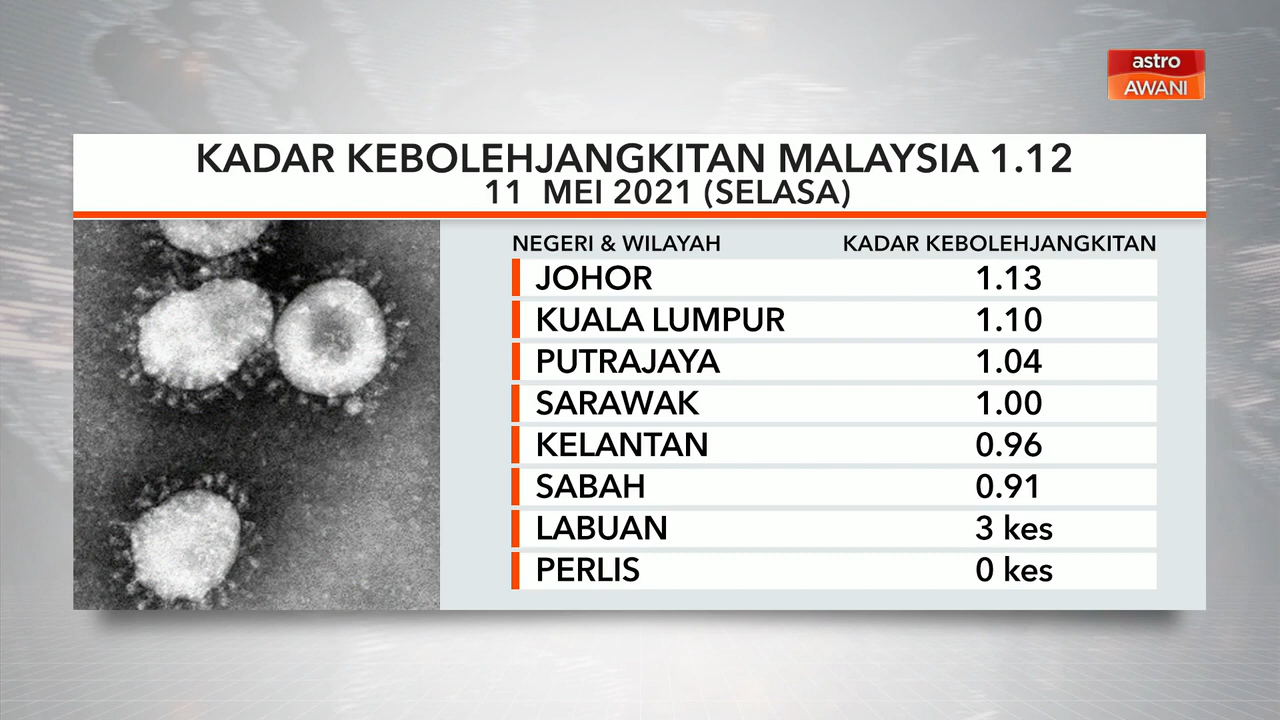 astro
AWANI
KADAR KEBOLEHJANGKITAN MALAYSIA 1.12
11 MEI 2021 (SELASA)
NEGERI & WILAYAH KADAR KEBOLEHJANGKITAN
JOHOR 1.13
KUALA LUMPUR 1.10
PUTRAJAYA 1.04
SARAWAK 1.00
KELANTAN 0.96
SABAH 0.91
LABUAN 3 kes
PERLIS 0 kes